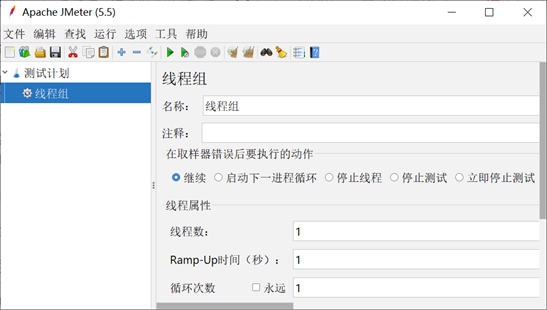 Apache JMeter (5.5)
文件 编辑 查找 运行 选项 工具 帮助
测试计划
线程组
线程组
名称： 线程组
注释：
在取样器错误后要执行的动作
继续 启动下一进程循环 停止线程 停止测试 立即停止测试
线程属性
线程数： 1
Ramp-Up时间（秒）： 1
循环次数 永远 1